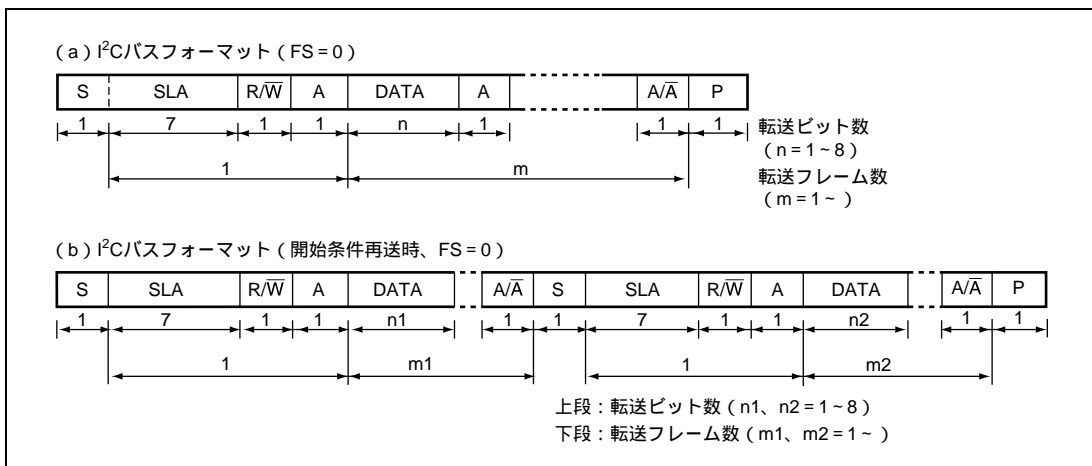 (a)I²Cバスフォーマット(FS=0)
S SLA R/W̅ A DATA A A/A̅ P
1 7 1 1 n 1 1 1
転送ビット数
(n=1~8)
1 m
転送フレーム数
(m=1~ )
(b)I²Cバスフォーマット(開始条件再送時、FS=0)
S SLA R/W̅ A DATA A/A̅ S SLA R/W̅ A DATA A/A̅ P
1 7 1 1 n1 1 1 7 1 1 n2 1 1
1 m1 1 m2
上段:転送ビット数(n1、n2=1~8)
下段:転送フレーム数(m1、m2=1~ )